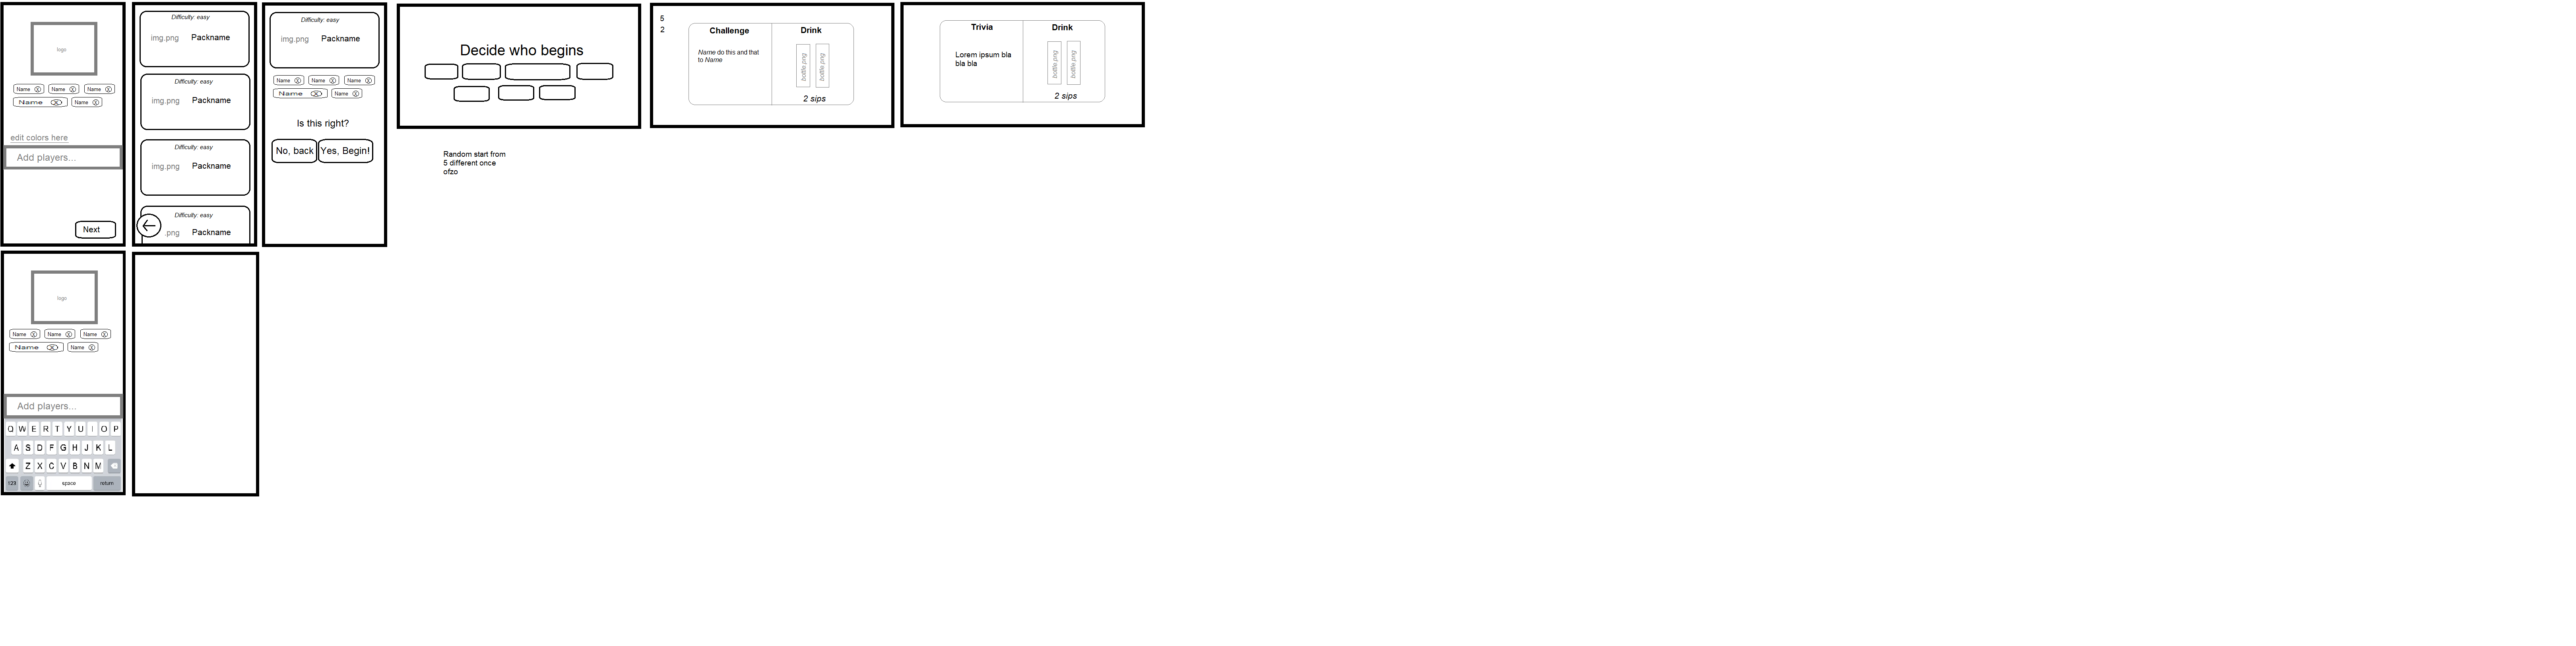 logo
Name X Name X Name X
Name X Name X
edit colors here
Add players...
Next
Difficulty: easy
img.png Packname
Difficulty: easy
img.png Packname
Difficulty: easy
img.png Packname
Difficulty: easy
.png Packname
Difficulty: easy
img.png Packname
Name X Name X Name X
Name X Name X
Is this right?
No, back Yes, Begin!
Decide who begins
Random start from
5 different once
ofzo
5
2
Challenge
Name do this and that
to Name
Drink
bottle.png
bottle.png
2 sips
Trivia
Lorem ipsum bla
bla bla
Drink
bottle.png
bottle.png
2 sips
logo
Name X Name X Name X
Name X Name X
Add players...
Q W E R T Y U I O P
A S D F G H J K L
Z X C V B N M
123 space return